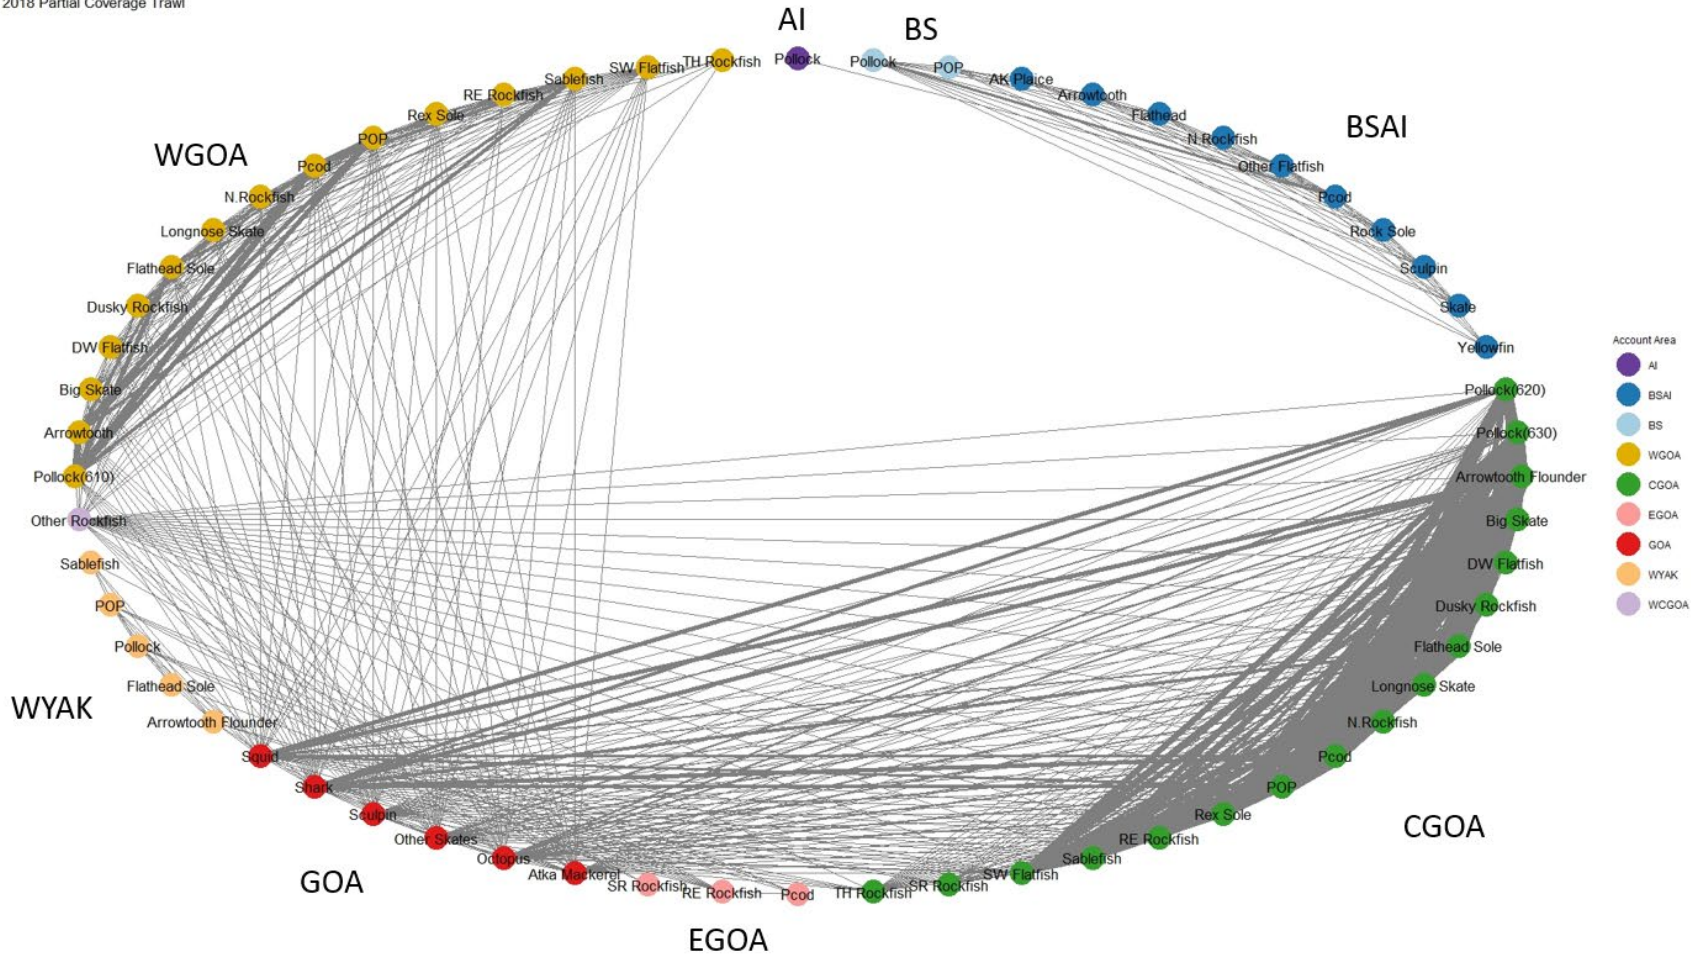 2018 Partial Coverage Trawl
AI
BS
BSAI
WGOA
WYAK
GOA
EGOA
CGOA
Pollock
Pollock
POP
AK Plaice
Arrowtooth
Flathead
N.Rockfish
Other Flatfish
Pcod
Rock Sole
Sculpin
Skate
Yellowfin
Pollock(620)
Pollock(630)
Arrowtooth Flounder
Big Skate
DW Flatfish
Dusky Rockfish
Flathead Sole
Longnose Skate
N.Rockfish
Pcod
POP
Rex Sole
RE Rockfish
Sablefish
SW Flatfish
SR Rockfish
TH Rockfish
Pcod
RE Rockfish
SR Rockfish
Atka Mackerel
Octopus
Other Skates
Sculpin
Shark
Squid
Arrowtooth Flounder
Flathead Sole
Pollock
POP
Sablefish
Other Rockfish
Pollock(610)
Arrowtooth
Big Skate
DW Flatfish
Dusky Rockfish
Flathead Sole
Longnose Skate
N.Rockfish
Pcod
POP
Rex Sole
RE Rockfish
Sablefish
SW Flatfish
TH Rockfish
Account Area
AI
BSAI
BS
WGOA
CGOA
EGOA
GOA
WYAK
WCGOA